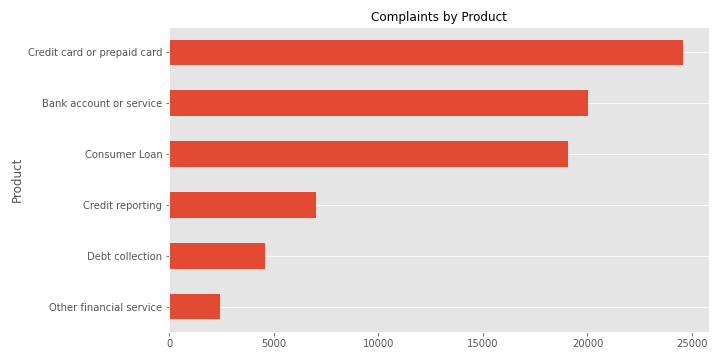 Complaints by Product
Product
Credit card or prepaid card
Bank account or service
Consumer Loan
Credit reporting
Debt collection
Other financial service
0 5000 10000 15000 20000 25000